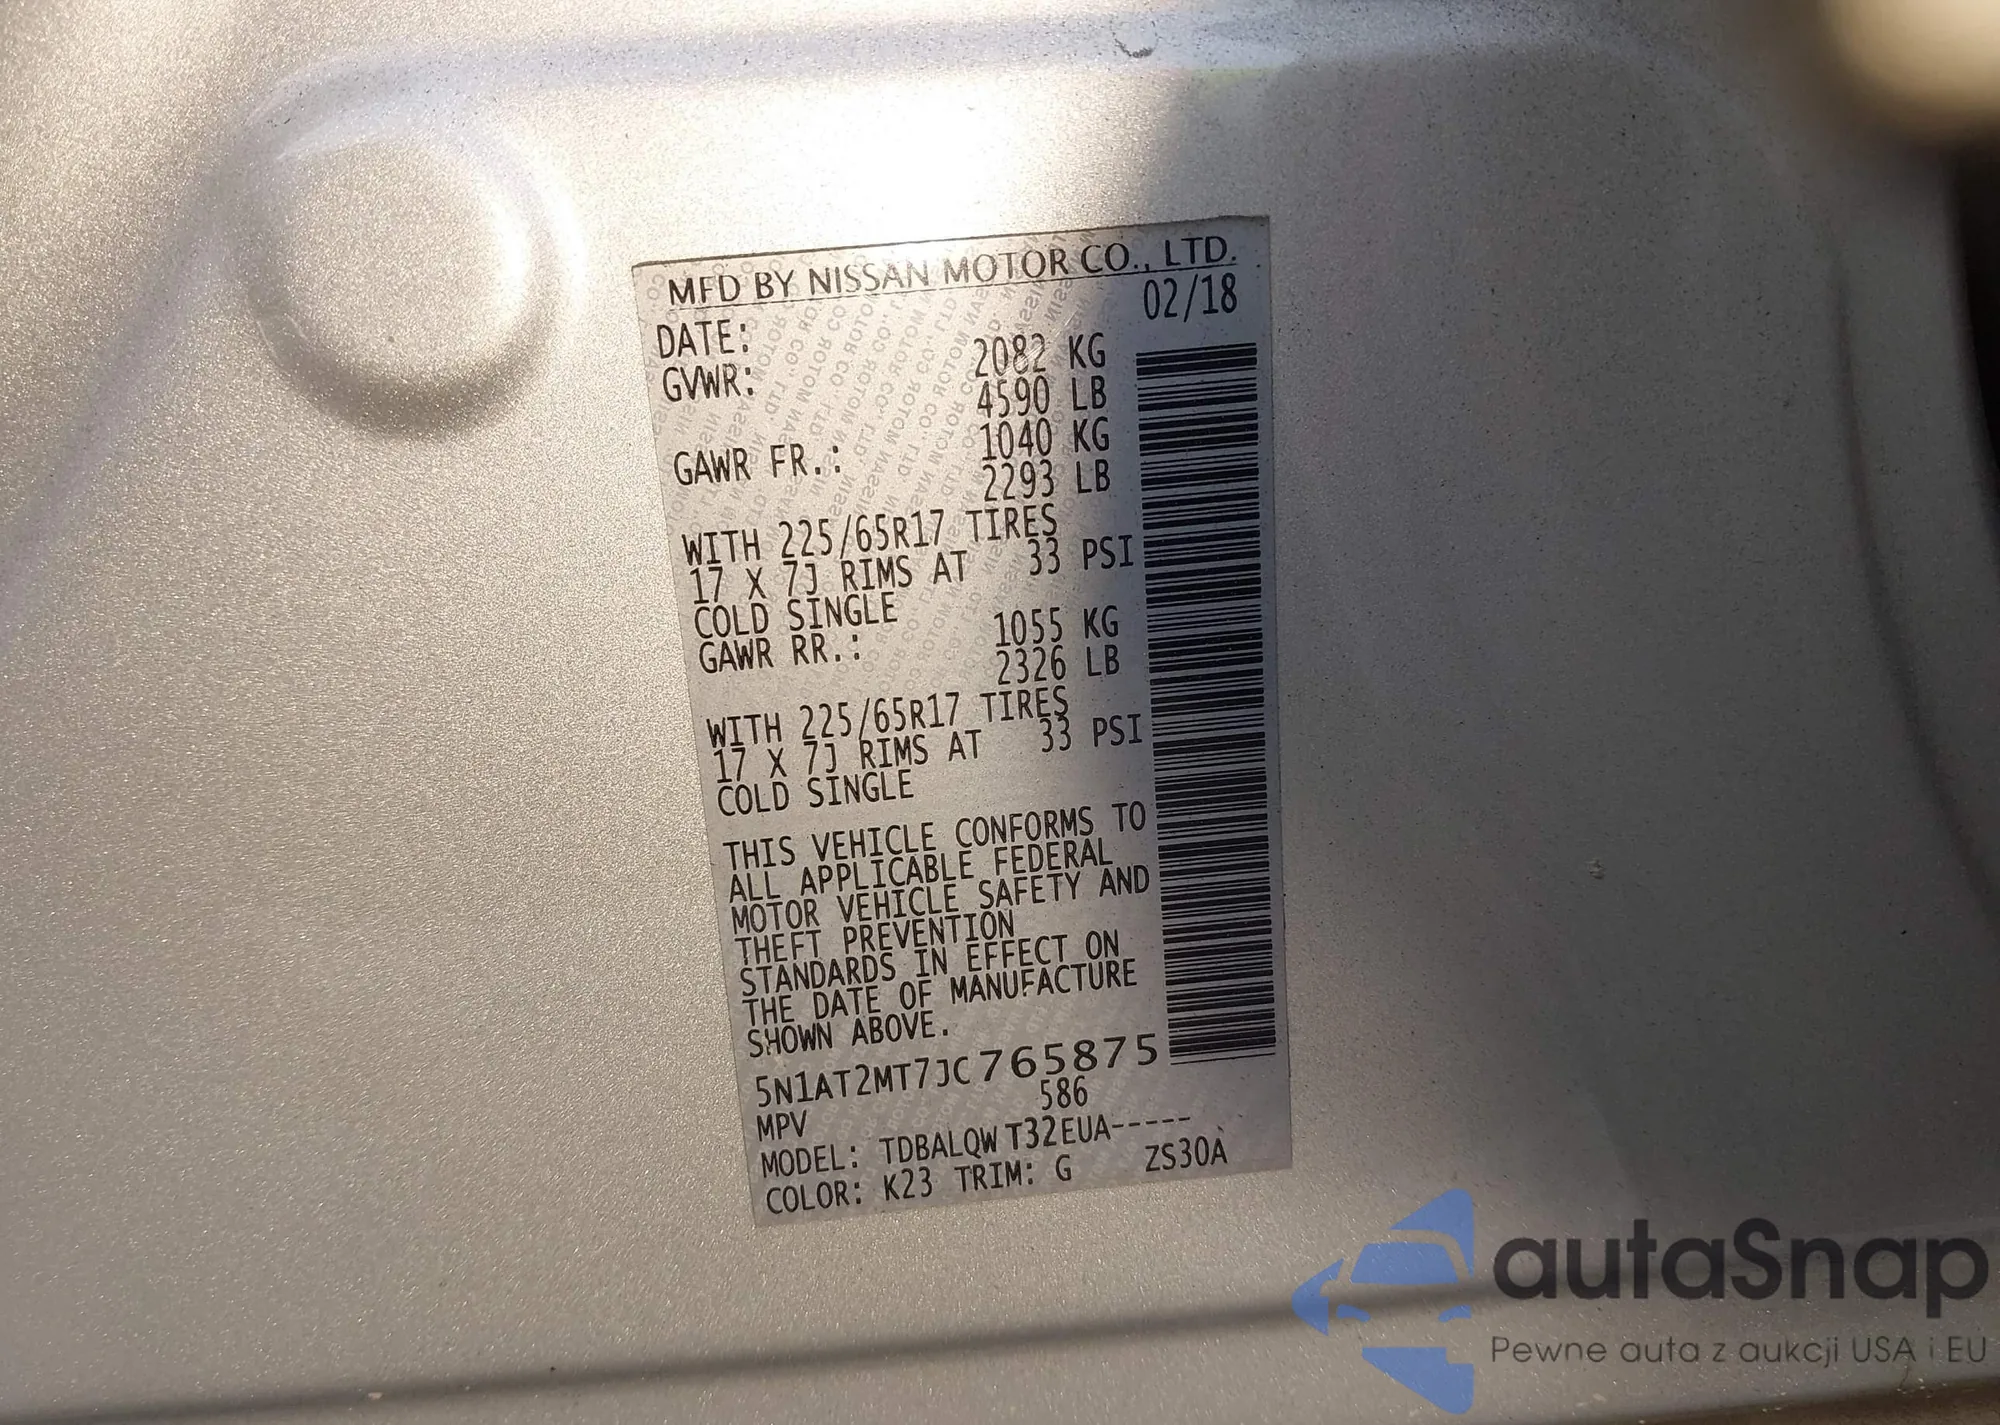 MFD BY NISSAN MOTOR CO., LTD.
DATE: 02/18
GVWR: 2082 KG
4590 LB
GAWR FR.: 1040 KG
2293 LB
WITH 225/65R17 TIRES
17 X 7J RIMS AT 33 PSI
COLD SINGLE
GAWR RR.: 1055 KG
2326 LB
WITH 225/65R17 TIRES
17 X 7J RIMS AT 33 PSI
COLD SINGLE
THIS VEHICLE CONFORMS TO
ALL APPLICABLE FEDERAL
MOTOR VEHICLE SAFETY AND
THEFT PREVENTION
STANDARDS IN EFFECT ON
THE DATE OF MANUFACTURE
SHOWN ABOVE.
5N1AT2MT7JC765875
MPV 586
MODEL: TDBALQWT32EUA-----
COLOR: K23 TRIM: G ZS30A
autaSnap
Pewne auta z aukcji USA i EU